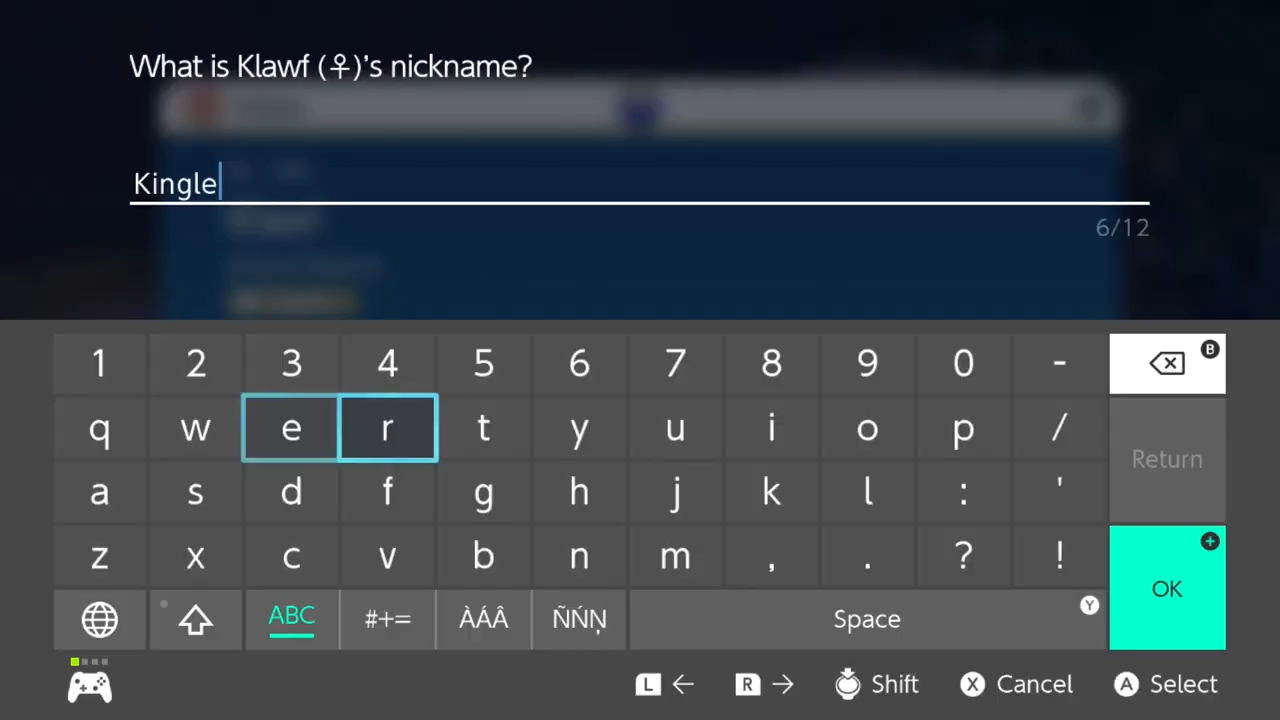 What is Klawf (♀)'s nickname?
Kingle
6/12
1 2 3 4 5 6 7 8 9 0 -
B
q w e r t y u i o p /
Return
a s d f g h j k l : '
z x c v b n m , . ? !
+
OK
ABC #+= ÀÁÂ ÑŃŅ Space Y
L ← R → Shift X Cancel A Select